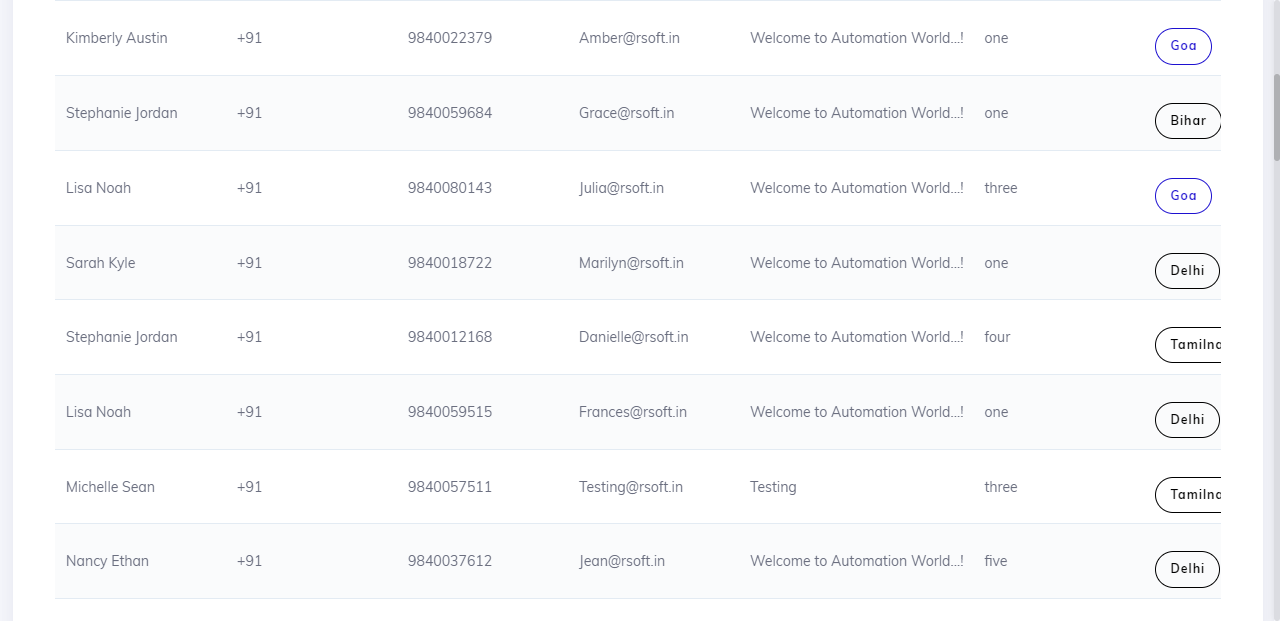 Kimberly Austin +91 9840022379 Amber@rsoft.in Welcome to Automation World...! one Goa
Stephanie Jordan +91 9840059684 Grace@rsoft.in Welcome to Automation World...! one Bihar
Lisa Noah +91 9840080143 Julia@rsoft.in Welcome to Automation World...! three Goa
Sarah Kyle +91 9840018722 Marilyn@rsoft.in Welcome to Automation World...! one Delhi
Stephanie Jordan +91 9840012168 Danielle@rsoft.in Welcome to Automation World...! four Tamilna
Lisa Noah +91 9840059515 Frances@rsoft.in Welcome to Automation World...! one Delhi
Michelle Sean +91 9840057511 Testing@rsoft.in Testing three Tamilna
Nancy Ethan +91 9840037612 Jean@rsoft.in Welcome to Automation World...! five Delhi